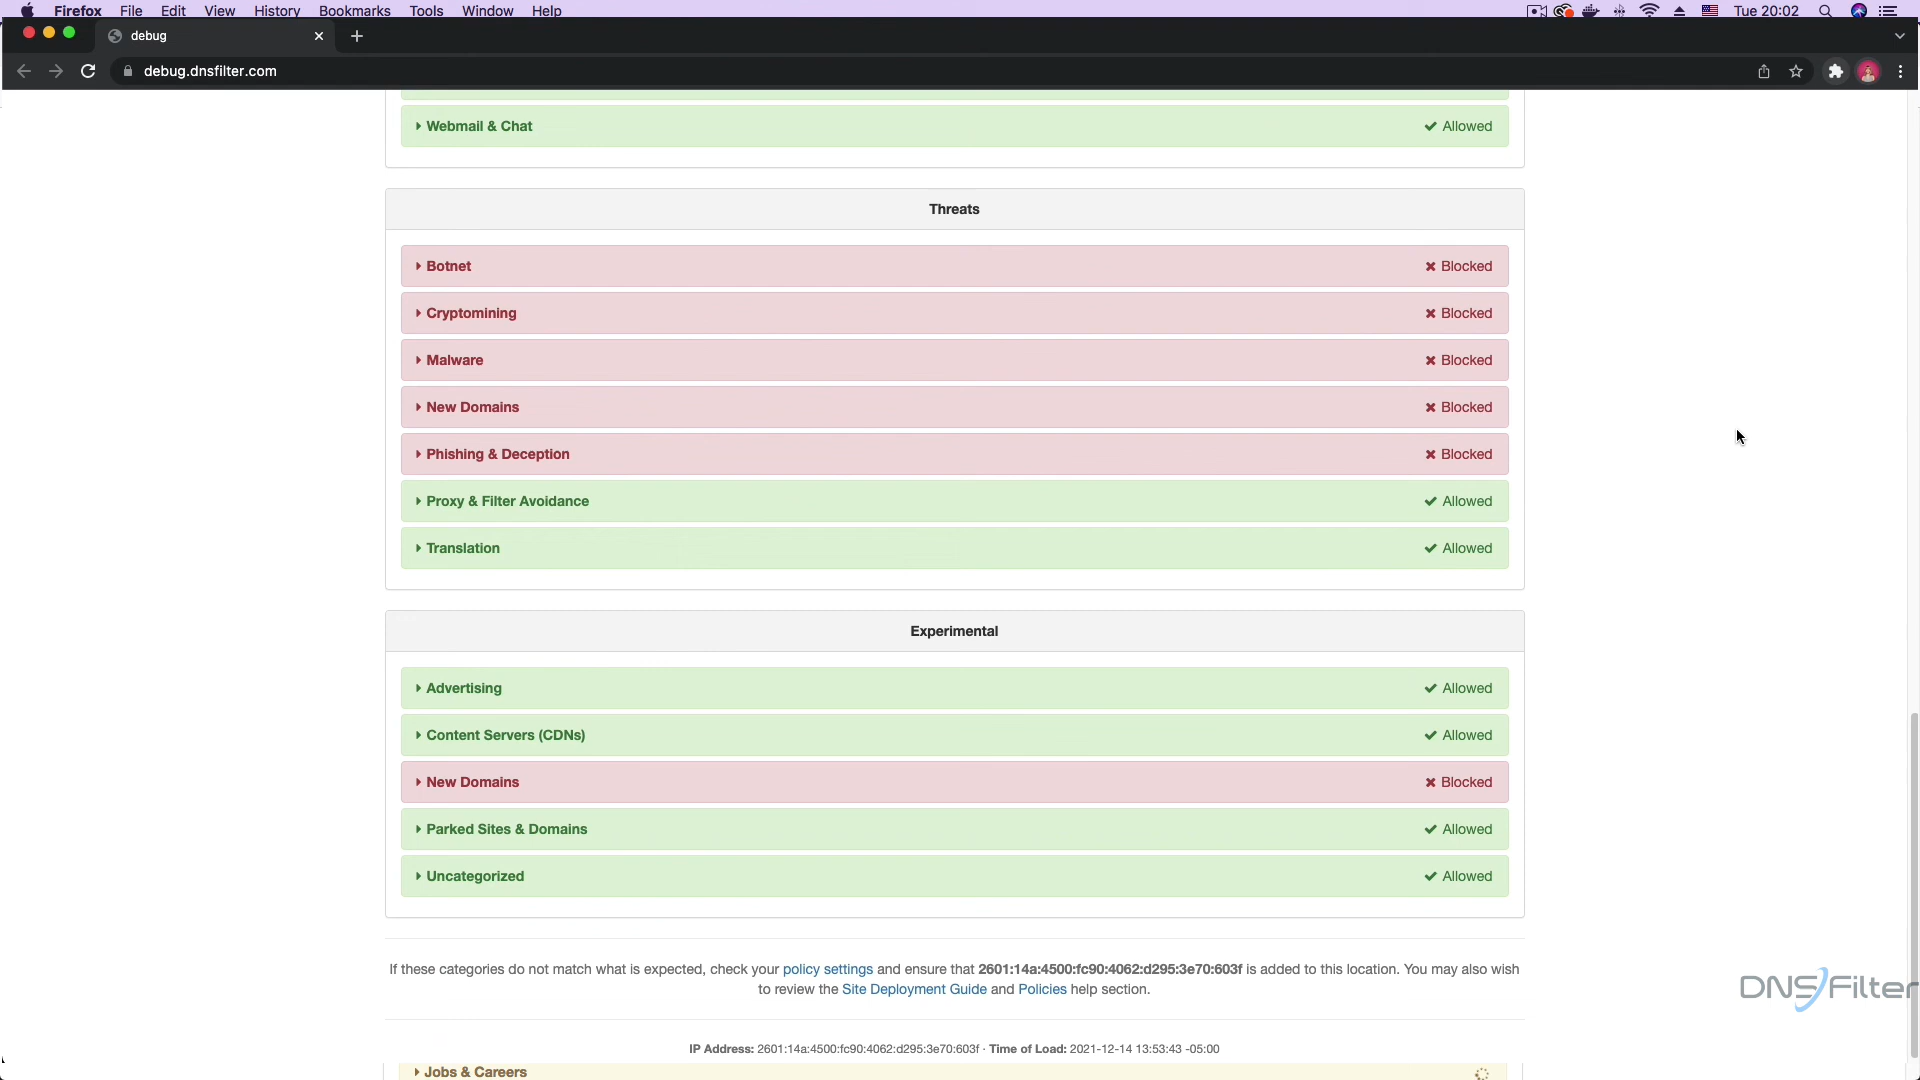 Firefox File Edit View History Bookmarks Tools Window Help Tue 20:02
debug
debug.dnsfilter.com
Webmail & Chat Allowed
Threats
Botnet Blocked
Cryptomining Blocked
Malware Blocked
New Domains Blocked
Phishing & Deception Blocked
Proxy & Filter Avoidance Allowed
Translation Allowed
Experimental
Advertising Allowed
Content Servers (CDNs) Allowed
New Domains Blocked
Parked Sites & Domains Allowed
Uncategorized Allowed
If these categories do not match what is expected, check your policy settings and ensure that 2601:14a:4500:fc90:4062:d295:3e70:603f is added to this location. You may also wish
to review the Site Deployment Guide and Policies help section.
DNSFilter
IP Address: 2601:14a:4500:fc90:4062:d295:3e70:603f · Time of Load: 2021-12-14 13:53:43 -05:00
Jobs & Careers